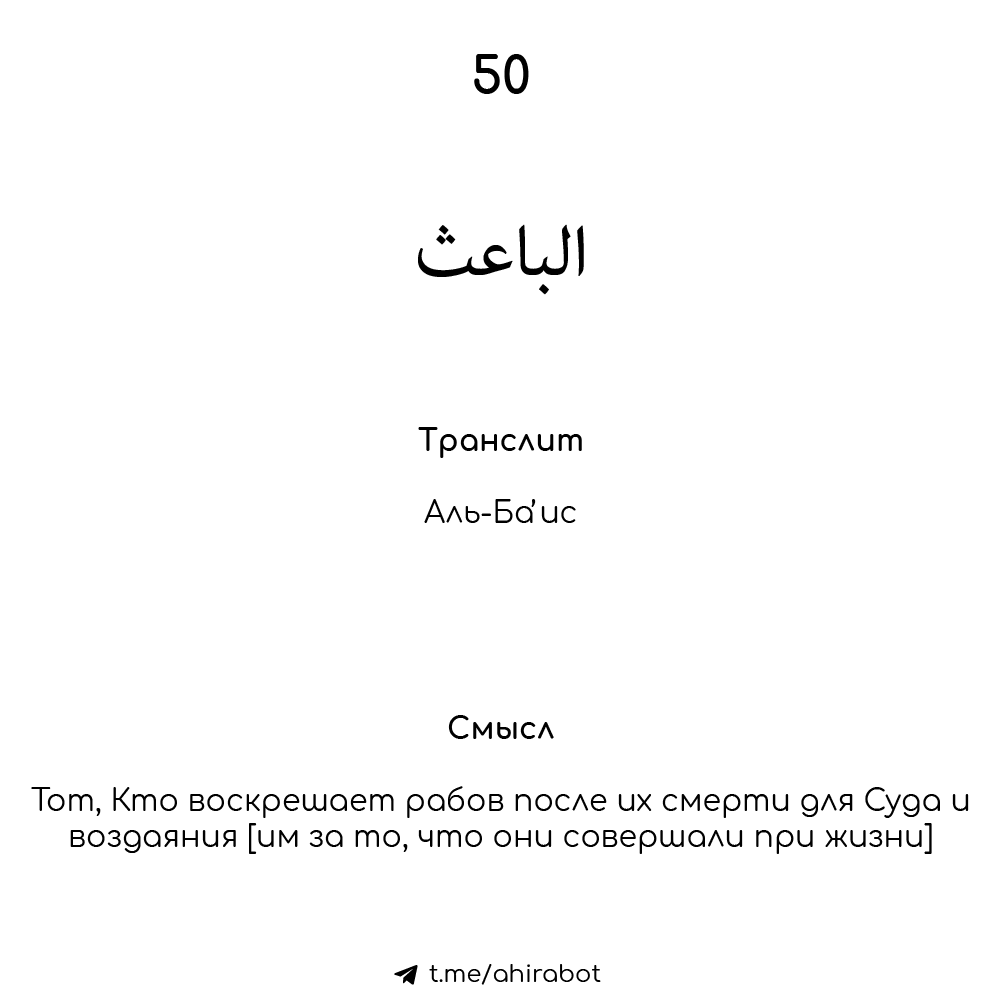 50
الباعث
Транслит
Аль-Ба’ис
Смысл
Тот, Кто воскрешает рабов после их смерти для Суда и
воздаяния [им за то, что они совершали при жизни]
t.me/ahirabot